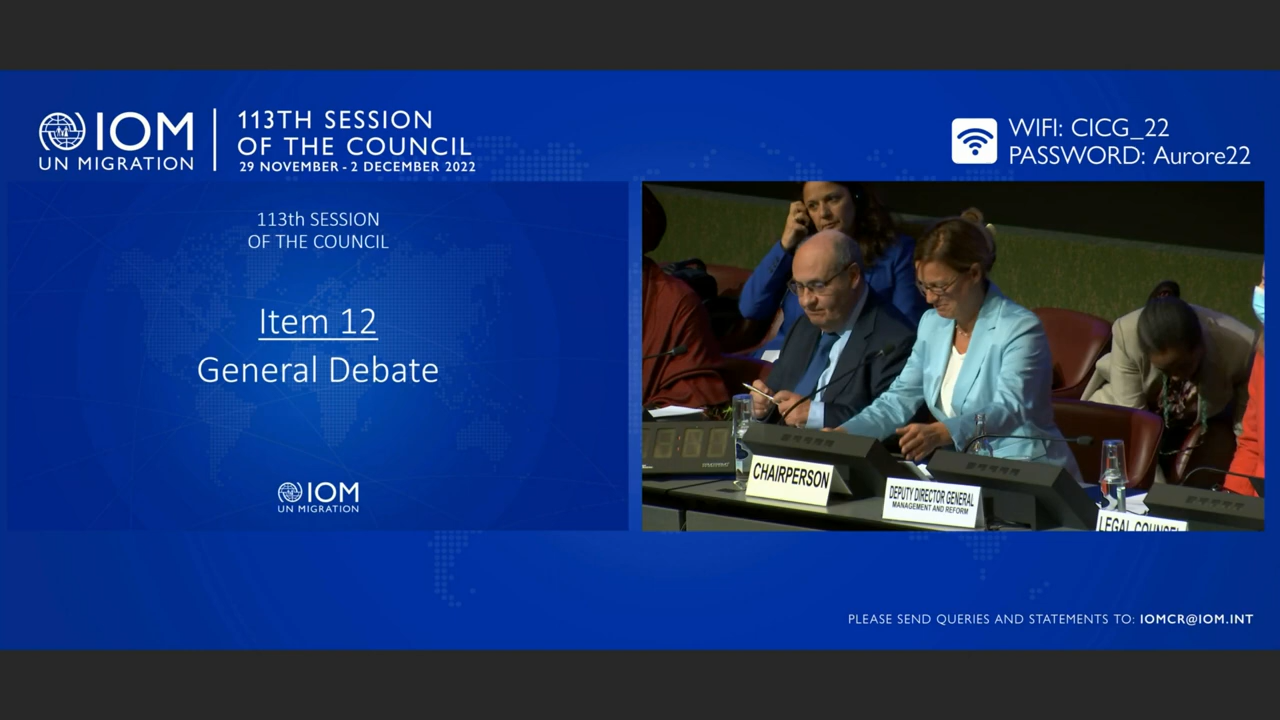 IOM
UN MIGRATION
113TH SESSION
OF THE COUNCIL
29 NOVEMBER - 2 DECEMBER 2022
WIFI: CICG_22
PASSWORD: Aurore22
113th SESSION
OF THE COUNCIL
Item 12
General Debate
IOM
UN MIGRATION
CHAIRPERSON
DEPUTY DIRECTOR GENERAL
MANAGEMENT AND REFORM
LEGAL COUNSEL
PLEASE SEND QUERIES AND STATEMENTS TO: IOMCR@IOM.INT